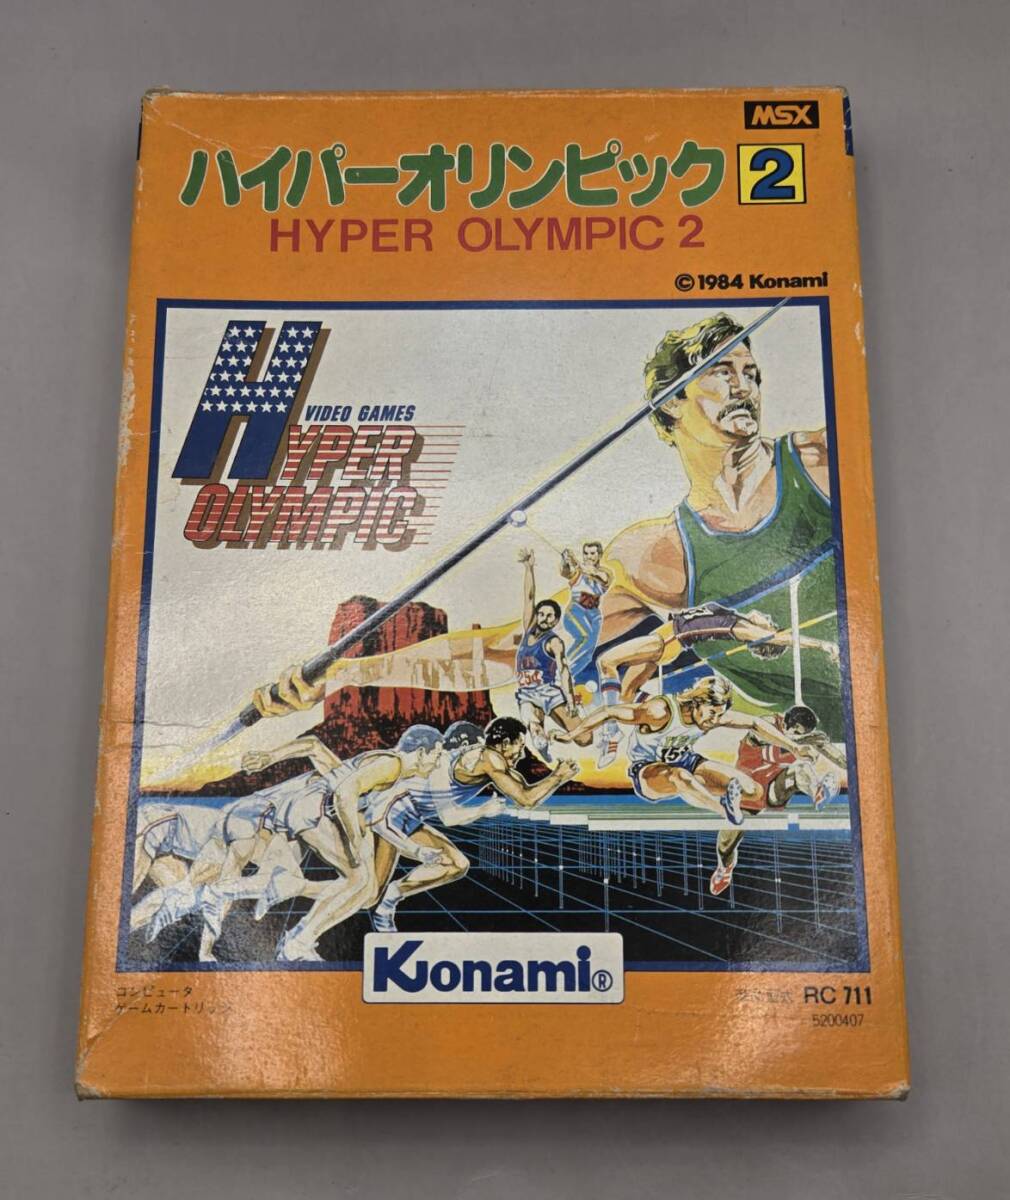 MSX
ハイパーオリンピック 2
HYPER OLYMPIC 2
©1984 Konami
H
VIDEO GAMES
HYPER
OLYMPIC
254
Konami®
コンピュータ
ゲームカートリッジ
RC 711
5200407